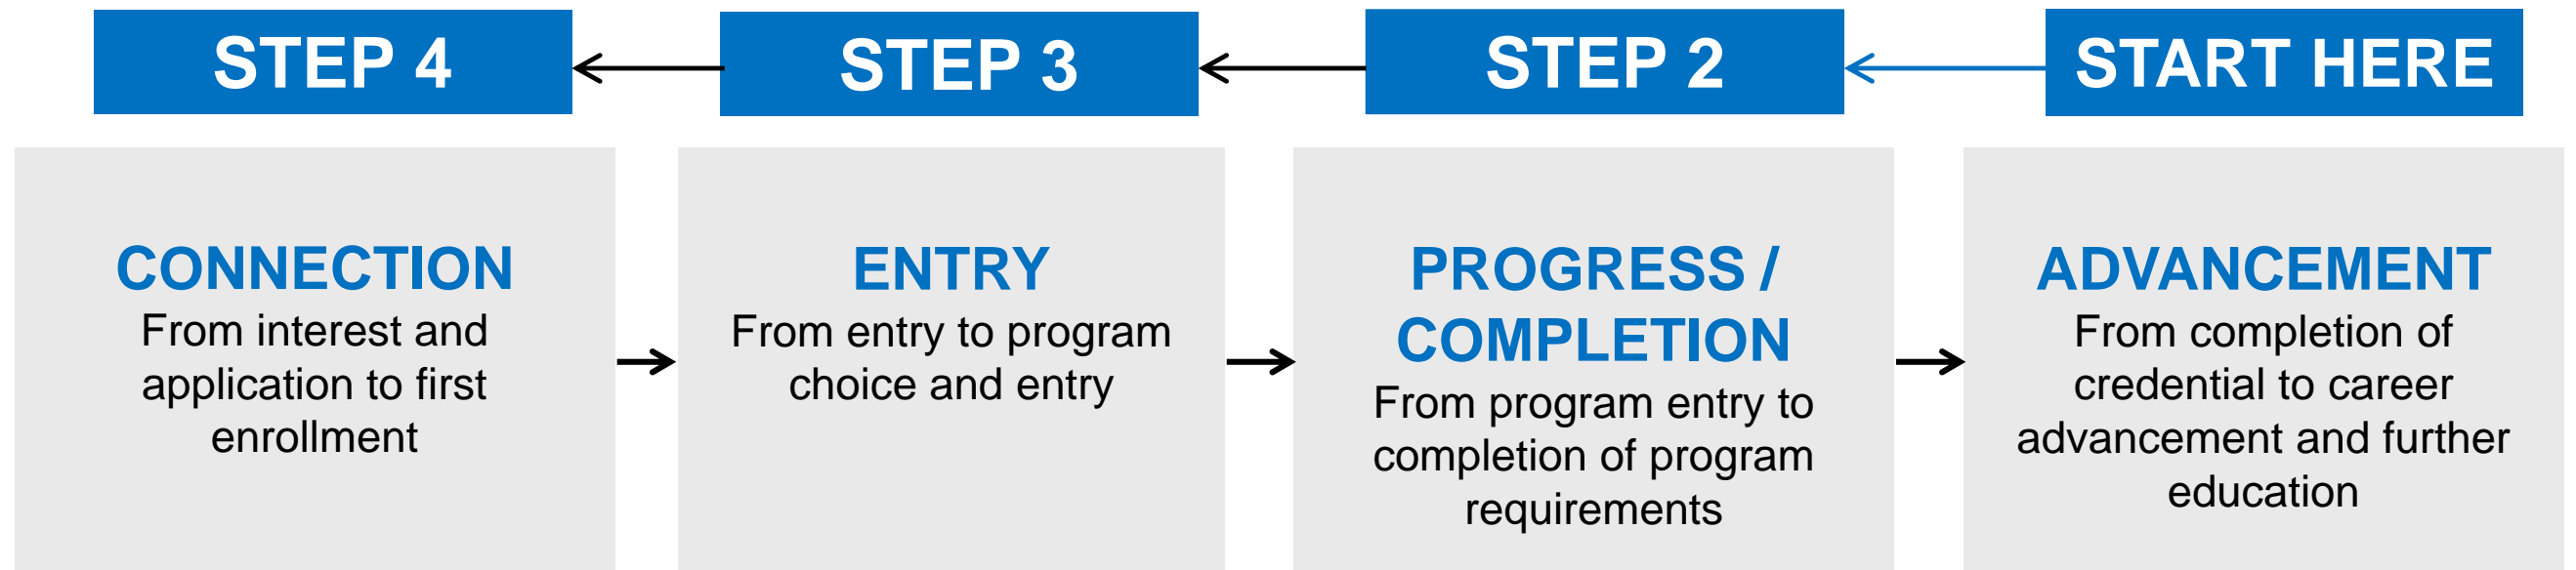 STEP 4
STEP 3
STEP 2
START HERE
CONNECTION
From interest and
application to first
enrollment
ENTRY
From entry to program
choice and entry
PROGRESS /
COMPLETION
From program entry to
completion of program
requirements
ADVANCEMENT
From completion of
credential to career
advancement and further
education